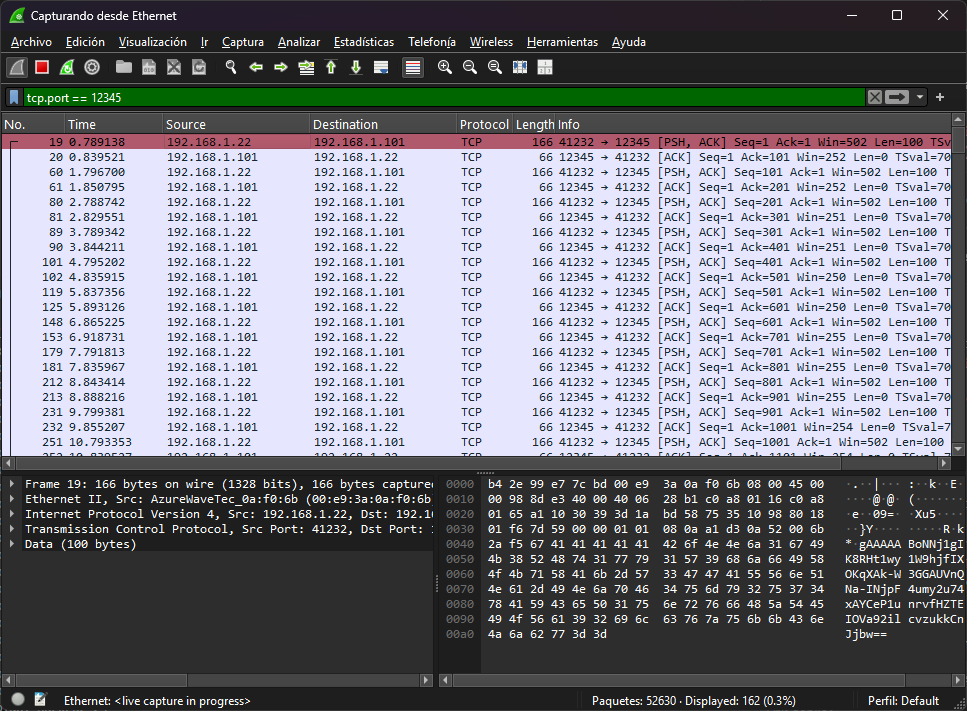 Capturando desde Ethernet
Archivo Edición Visualización Ir Captura Analizar Estadísticas Telefonía Wireless Herramientas Ayuda
tcp.port == 12345
No. Time Source Destination Protocol Length Info
19 0.789138 192.168.1.22 192.168.1.101 TCP 166 41232 → 12345 [PSH, ACK] Seq=1 Ack=1 Win=502 Len=100 TSv
20 0.839521 192.168.1.101 192.168.1.22 TCP 66 12345 → 41232 [ACK] Seq=1 Ack=101 Win=252 Len=0 TSval=70
60 1.796700 192.168.1.22 192.168.1.101 TCP 166 41232 → 12345 [PSH, ACK] Seq=101 Ack=1 Win=502 Len=100 T
61 1.850795 192.168.1.101 192.168.1.22 TCP 66 12345 → 41232 [ACK] Seq=1 Ack=201 Win=252 Len=0 TSval=70
80 2.788742 192.168.1.22 192.168.1.101 TCP 166 41232 → 12345 [PSH, ACK] Seq=201 Ack=1 Win=502 Len=100 T
81 2.829551 192.168.1.101 192.168.1.22 TCP 66 12345 → 41232 [ACK] Seq=1 Ack=301 Win=251 Len=0 TSval=70
89 3.789342 192.168.1.22 192.168.1.101 TCP 166 41232 → 12345 [PSH, ACK] Seq=301 Ack=1 Win=502 Len=100 T
90 3.844211 192.168.1.101 192.168.1.22 TCP 66 12345 → 41232 [ACK] Seq=1 Ack=401 Win=251 Len=0 TSval=70
101 4.795202 192.168.1.22 192.168.1.101 TCP 166 41232 → 12345 [PSH, ACK] Seq=401 Ack=1 Win=502 Len=100 T
102 4.835915 192.168.1.101 192.168.1.22 TCP 66 12345 → 41232 [ACK] Seq=1 Ack=501 Win=250 Len=0 TSval=70
119 5.837356 192.168.1.22 192.168.1.101 TCP 166 41232 → 12345 [PSH, ACK] Seq=501 Ack=1 Win=502 Len=100 T
125 5.893126 192.168.1.101 192.168.1.22 TCP 66 12345 → 41232 [ACK] Seq=1 Ack=601 Win=250 Len=0 TSval=70
148 6.865225 192.168.1.22 192.168.1.101 TCP 166 41232 → 12345 [PSH, ACK] Seq=601 Ack=1 Win=502 Len=100 T
153 6.918731 192.168.1.101 192.168.1.22 TCP 66 12345 → 41232 [ACK] Seq=1 Ack=701 Win=255 Len=0 TSval=70
179 7.791813 192.168.1.22 192.168.1.101 TCP 166 41232 → 12345 [PSH, ACK] Seq=701 Ack=1 Win=502 Len=100 T
181 7.835967 192.168.1.101 192.168.1.22 TCP 66 12345 → 41232 [ACK] Seq=1 Ack=801 Win=255 Len=0 TSval=70
212 8.843414 192.168.1.22 192.168.1.101 TCP 166 41232 → 12345 [PSH, ACK] Seq=801 Ack=1 Win=502 Len=100 T
213 8.888216 192.168.1.101 192.168.1.22 TCP 66 12345 → 41232 [ACK] Seq=1 Ack=901 Win=255 Len=0 TSval=70
231 9.799381 192.168.1.22 192.168.1.101 TCP 166 41232 → 12345 [PSH, ACK] Seq=901 Ack=1 Win=502 Len=100 T
232 9.855207 192.168.1.101 192.168.1.22 TCP 66 12345 → 41232 [ACK] Seq=1 Ack=1001 Win=254 Len=0 TSval=7
251 10.793353 192.168.1.22 192.168.1.101 TCP 166 41232 → 12345 [PSH, ACK] Seq=1001 Ack=1 Win=502 Len=100
Frame 19: 166 bytes on wire (1328 bits), 166 bytes capture
Ethernet II, Src: AzureWaveTec_0a:f0:6b (00:e9:3a:0a:f0:6b
Internet Protocol Version 4, Src: 192.168.1.22, Dst: 192.1
Transmission Control Protocol, Src Port: 41232, Dst Port: 1
Data (100 bytes)
0000 b4 2e 99 e7 7c bd 00 e9 3a 0a f0 6b 08 00 45 00 ·.··|··· :··k··E·
0010 00 98 8d e3 40 00 40 06 28 b1 c0 a8 01 16 c0 a8 ····@·@· (·······
0020 01 65 a1 10 30 39 3d 1a bd 58 75 35 10 98 80 18 ·e··09=· ·Xu5····
0030 01 f6 7d 59 00 00 01 01 08 0a a1 d3 0a 52 00 6b ··}Y···· ·····R·k
0040 2a f5 67 41 41 41 41 41 42 6f 4e 4e 6a 31 67 49 *·gAAAAA BoNNj1gI
0050 4b 38 52 48 74 31 77 79 31 57 39 68 6a 66 49 58 K8RHt1wy 1W9hjfIX
0060 4f 4b 71 58 41 6b 2d 57 33 47 47 41 55 56 6e 51 OKqXAk-W 3GGAUVnQ
0070 4e 61 2d 49 4e 6a 70 46 34 75 6d 79 32 75 37 34 Na-INjpF 4umy2u74
0080 78 41 59 43 65 50 31 75 6e 72 76 66 48 5a 54 45 xAYCeP1u nrvfHZTE
0090 49 4f 56 61 39 32 69 6c 63 76 7a 75 6b 6b 43 6e IOVa92il cvzukkCn
00a0 4a 6a 62 77 3d 3d Jjbw==
Ethernet: <live capture in progress>
Paquetes: 52630 · Displayed: 162 (0.3%)
Perfil: Default